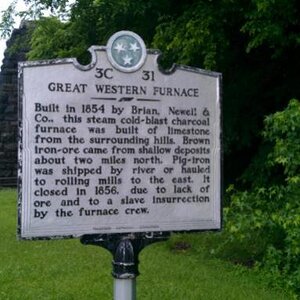 3C 31
GREAT WESTERN FURNACE
Built in 1854 by Brian, Newell &
Co., this steam cold-blast charcoal
furnace was built of limestone
from the surrounding hills. Brown
iron-ore came from shallow deposits
about two miles north. Pig-iron
was shipped by river or hauled
to rolling mills to the east. It
closed in 1856, due to lack of
ore and to a slave insurrection
by the furnace crew.